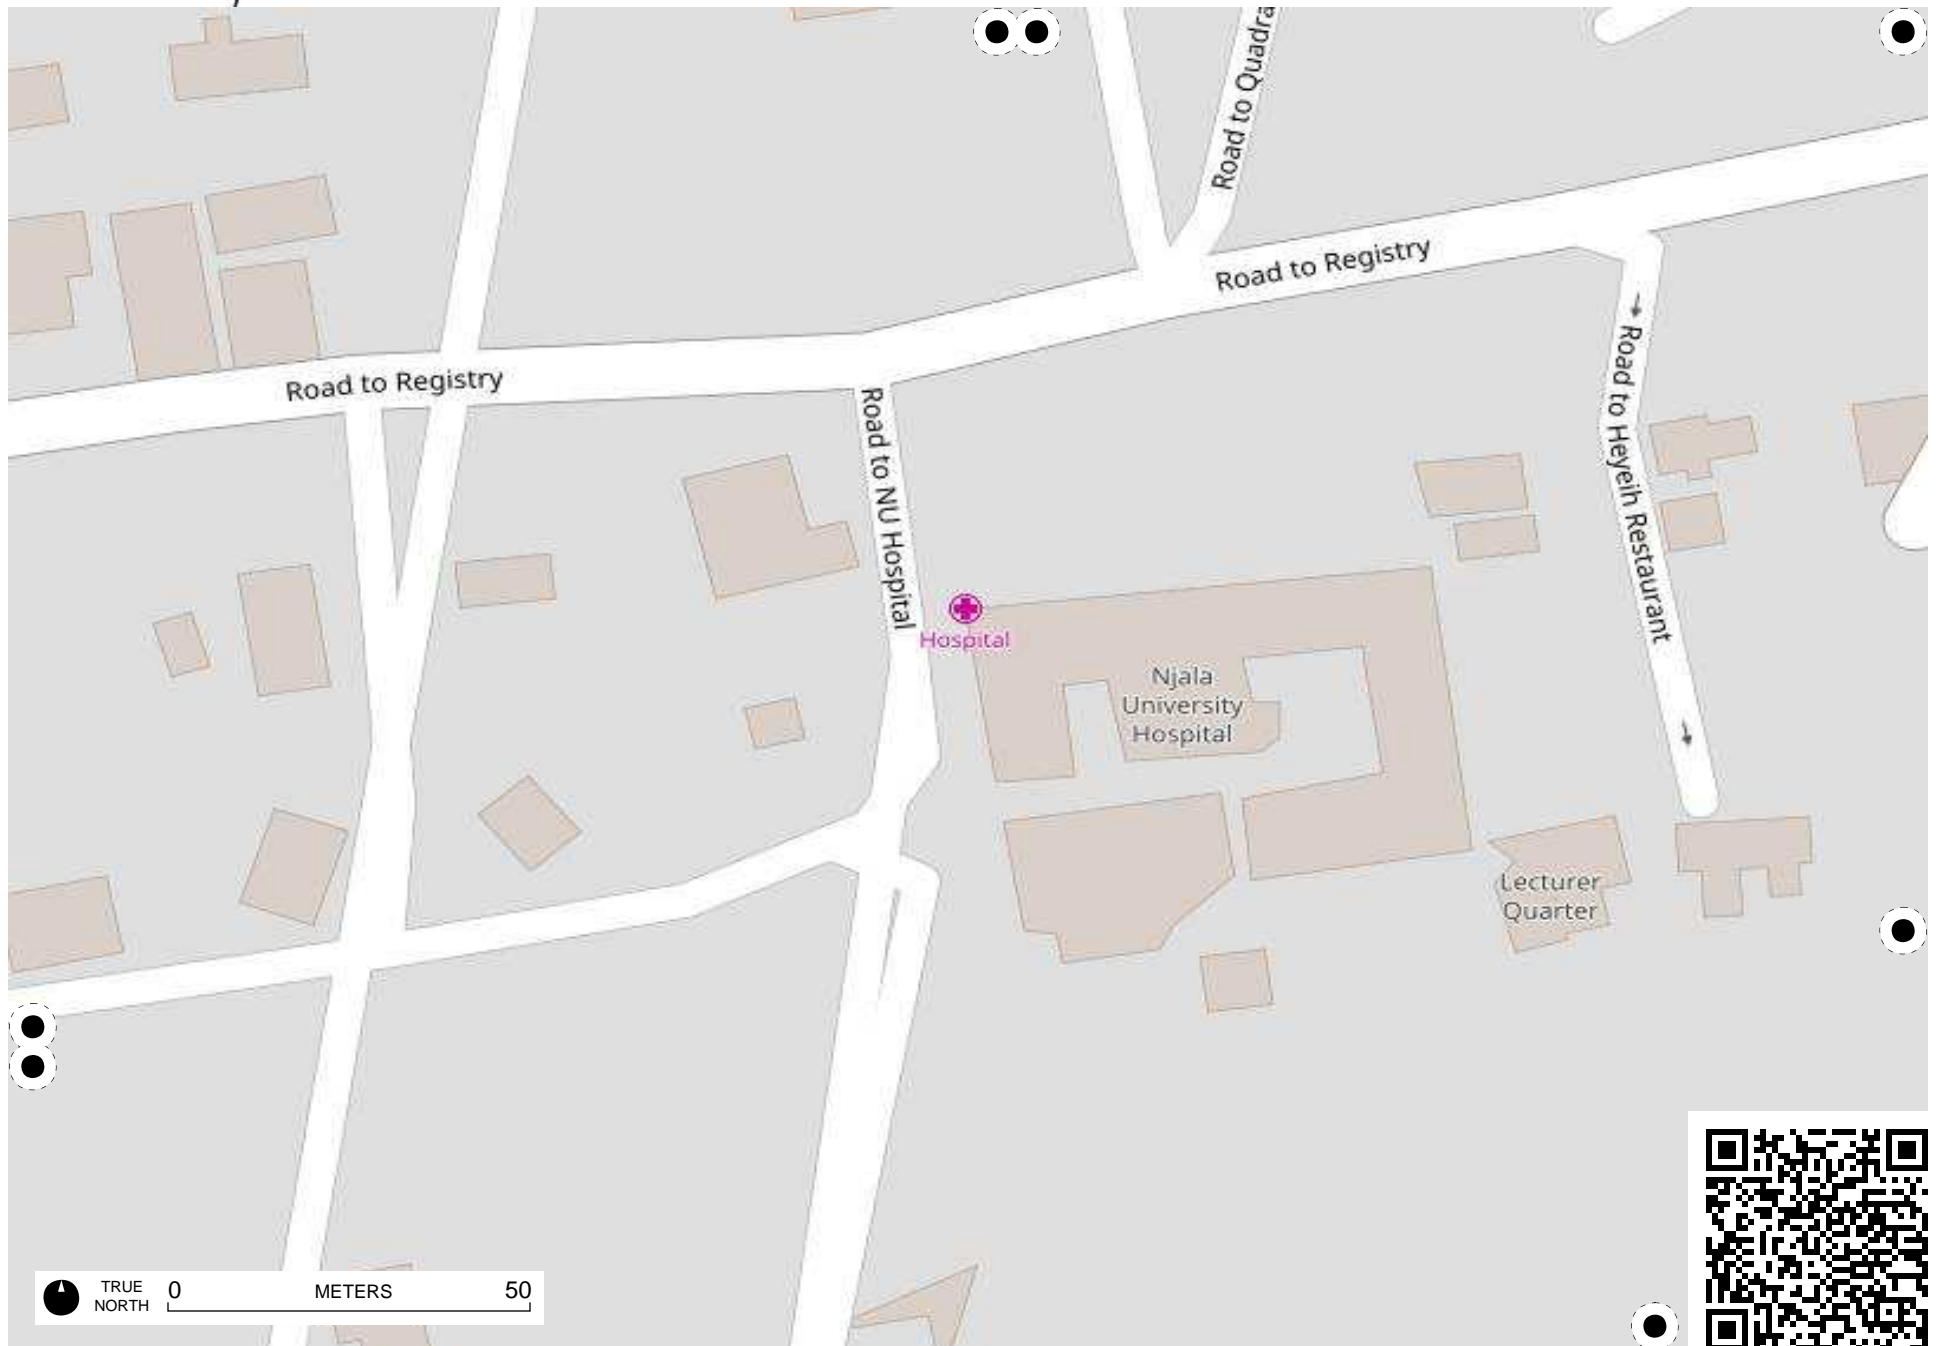 Road to Quadra
Road to Registry
Road to Registry
Road to NU Hospital
Road to Heyeih Restaurant
Hospital
Njala
University
Hospital
Lecturer
Quarter
TRUE
NORTH
0
METERS
50